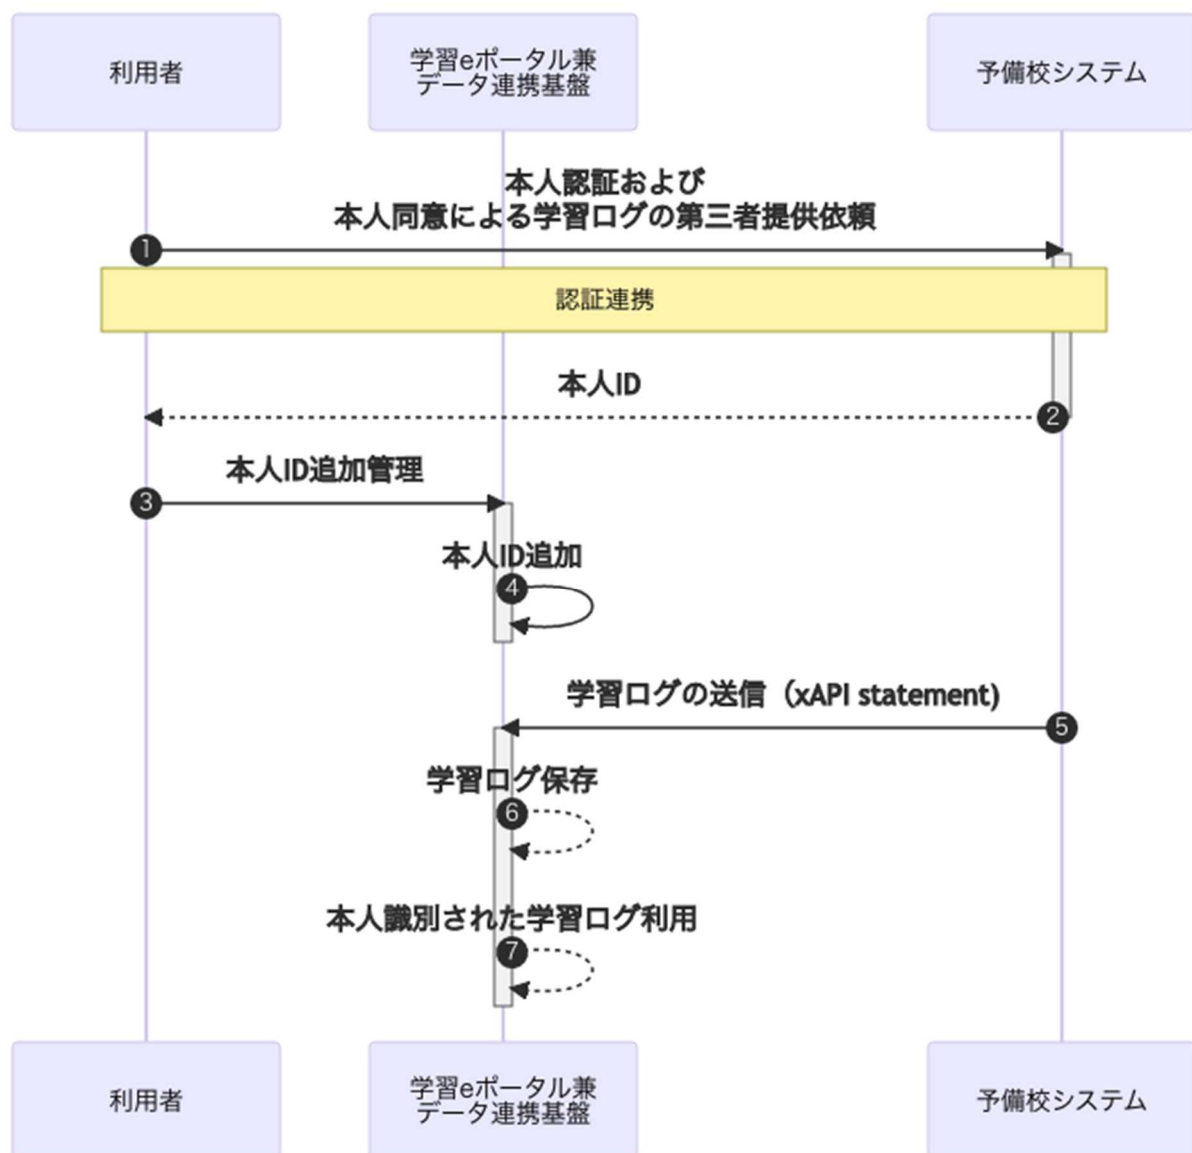 利用者
学習eポータル兼
データ連携基盤
予備校システム
本人認証および
本人同意による学習ログの第三者提供依頼
1
認証連携
本人ID
2
本人ID追加管理
3
本人ID追加
4
学習ログの送信（xAPI statement)
5
学習ログ保存
6
本人識別された学習ログ利用
7
利用者
学習eポータル兼
データ連携基盤
予備校システム